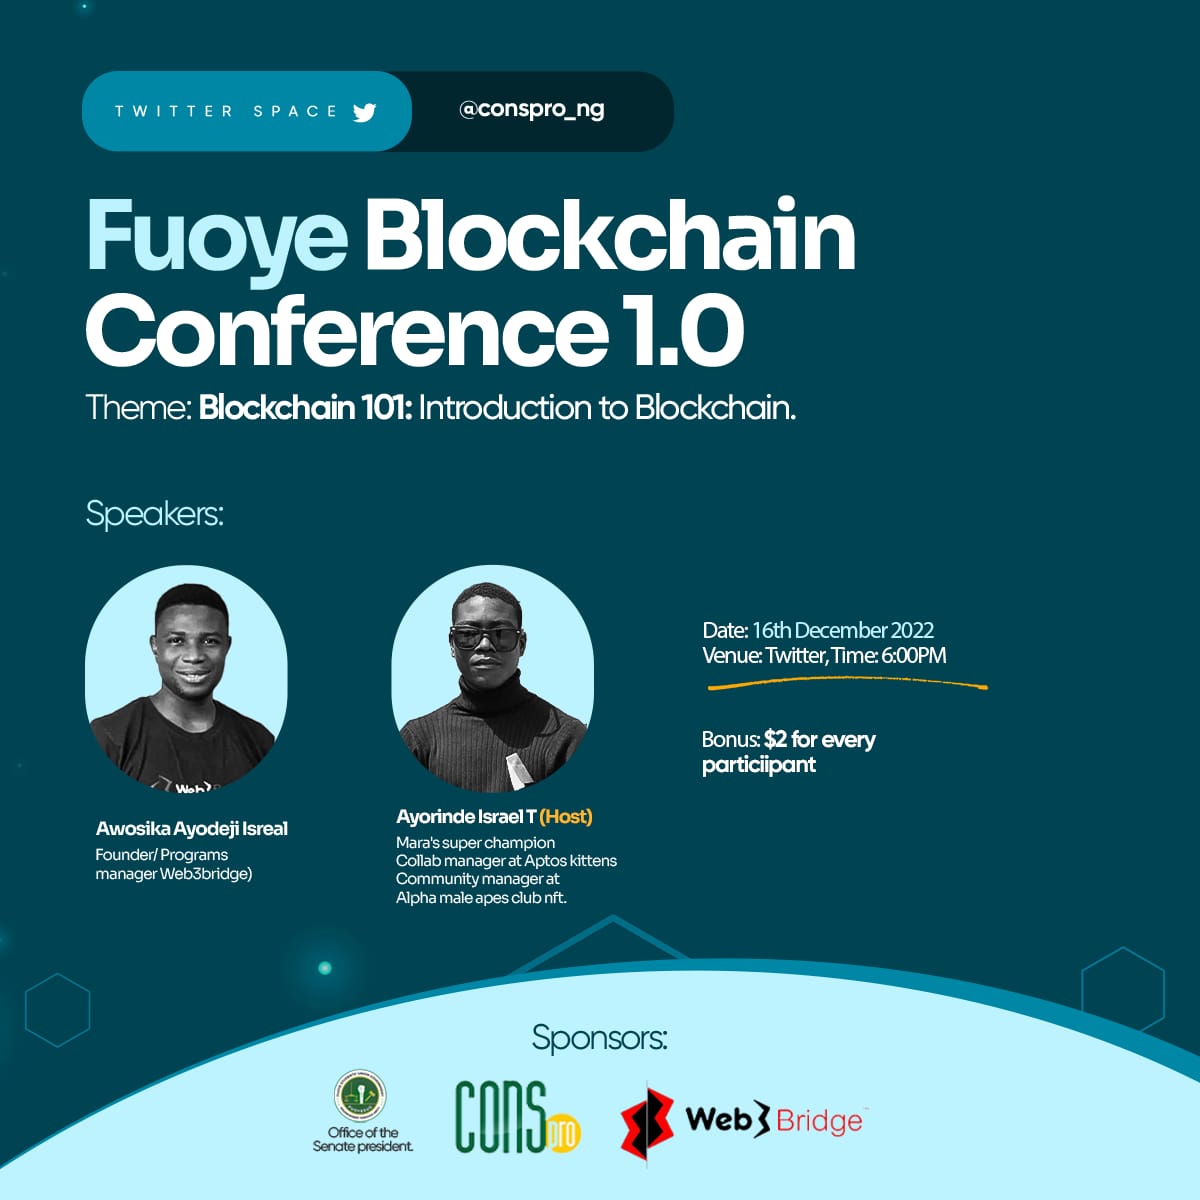 TWITTER SPACE
@conspro_ng
Fuoye Blockchain
Conference 1.0
Theme: Blockchain 101: Introduction to Blockchain.
Speakers:
Web3B
Awosika Ayodeji Isreal
Founder/ Programs
manager Web3bridge)
Ayorinde Israel T (Host)
Mara's super champion
Collab manager at Aptos kittens
Community manager at
Alpha male apes club nft.
Date: 16th December 2022
Venue: Twitter, Time: 6:00PM
Bonus: $2 for every
particiipant
Sponsors:
Office of the
Senate president.
CONS pro
Web3 Bridge